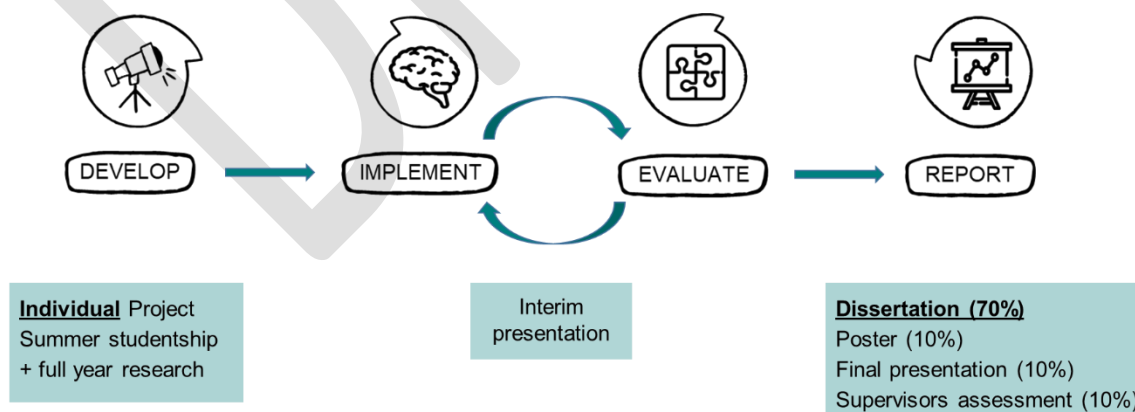 DEVELOP
IMPLEMENT
EVALUATE
REPORT
Individual Project
Summer studentship
+ full year research
Interim
presentation
Dissertation (70%)
Poster (10%)
Final presentation (10%)
Supervisors assessment (10%)